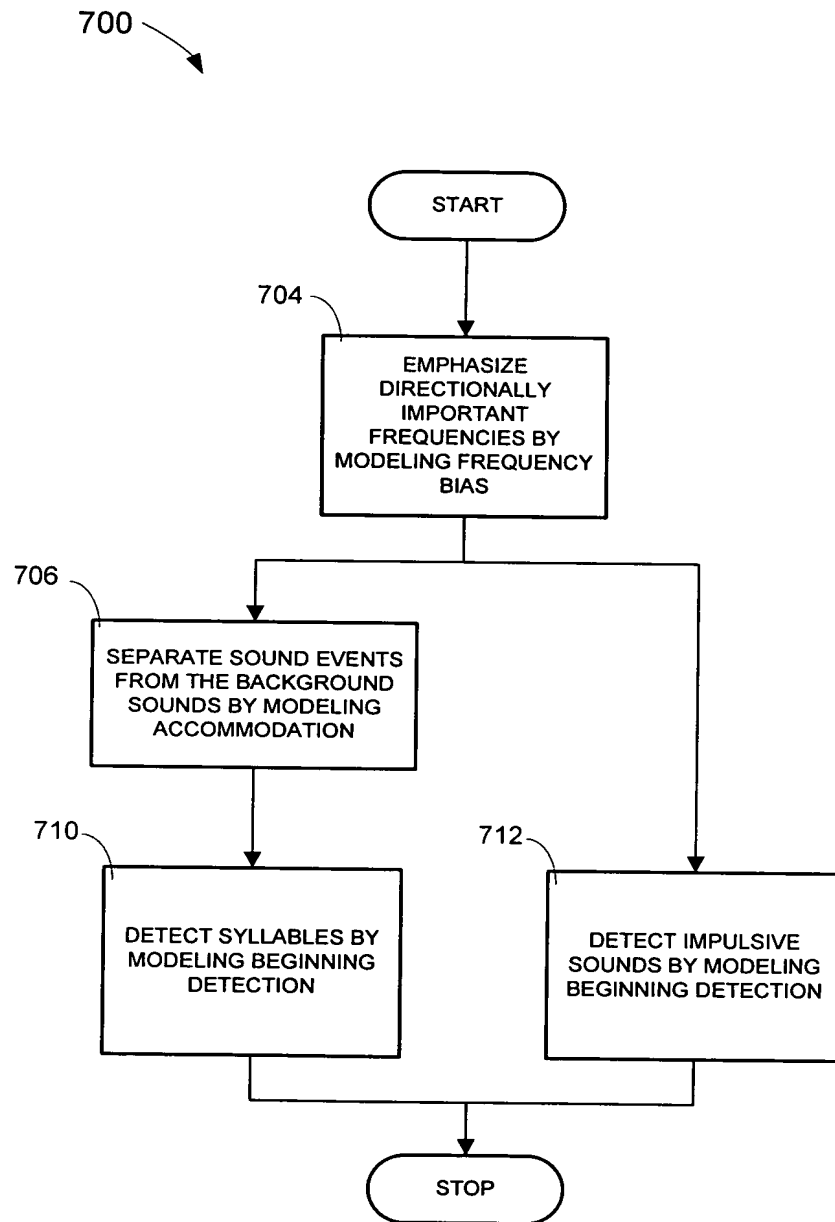 700
START
704
EMPHASIZE
DIRECTIONALLY
IMPORTANT
FREQUENCIES BY
MODELING FREQUENCY
BIAS
706
SEPARATE SOUND EVENTS
FROM THE BACKGROUND
SOUNDS BY MODELING
ACCOMMODATION
710
DETECT SYLLABLES BY
MODELING BEGINNING
DETECTION
712
DETECT IMPULSIVE
SOUNDS BY MODELING
BEGINNING DETECTION
STOP